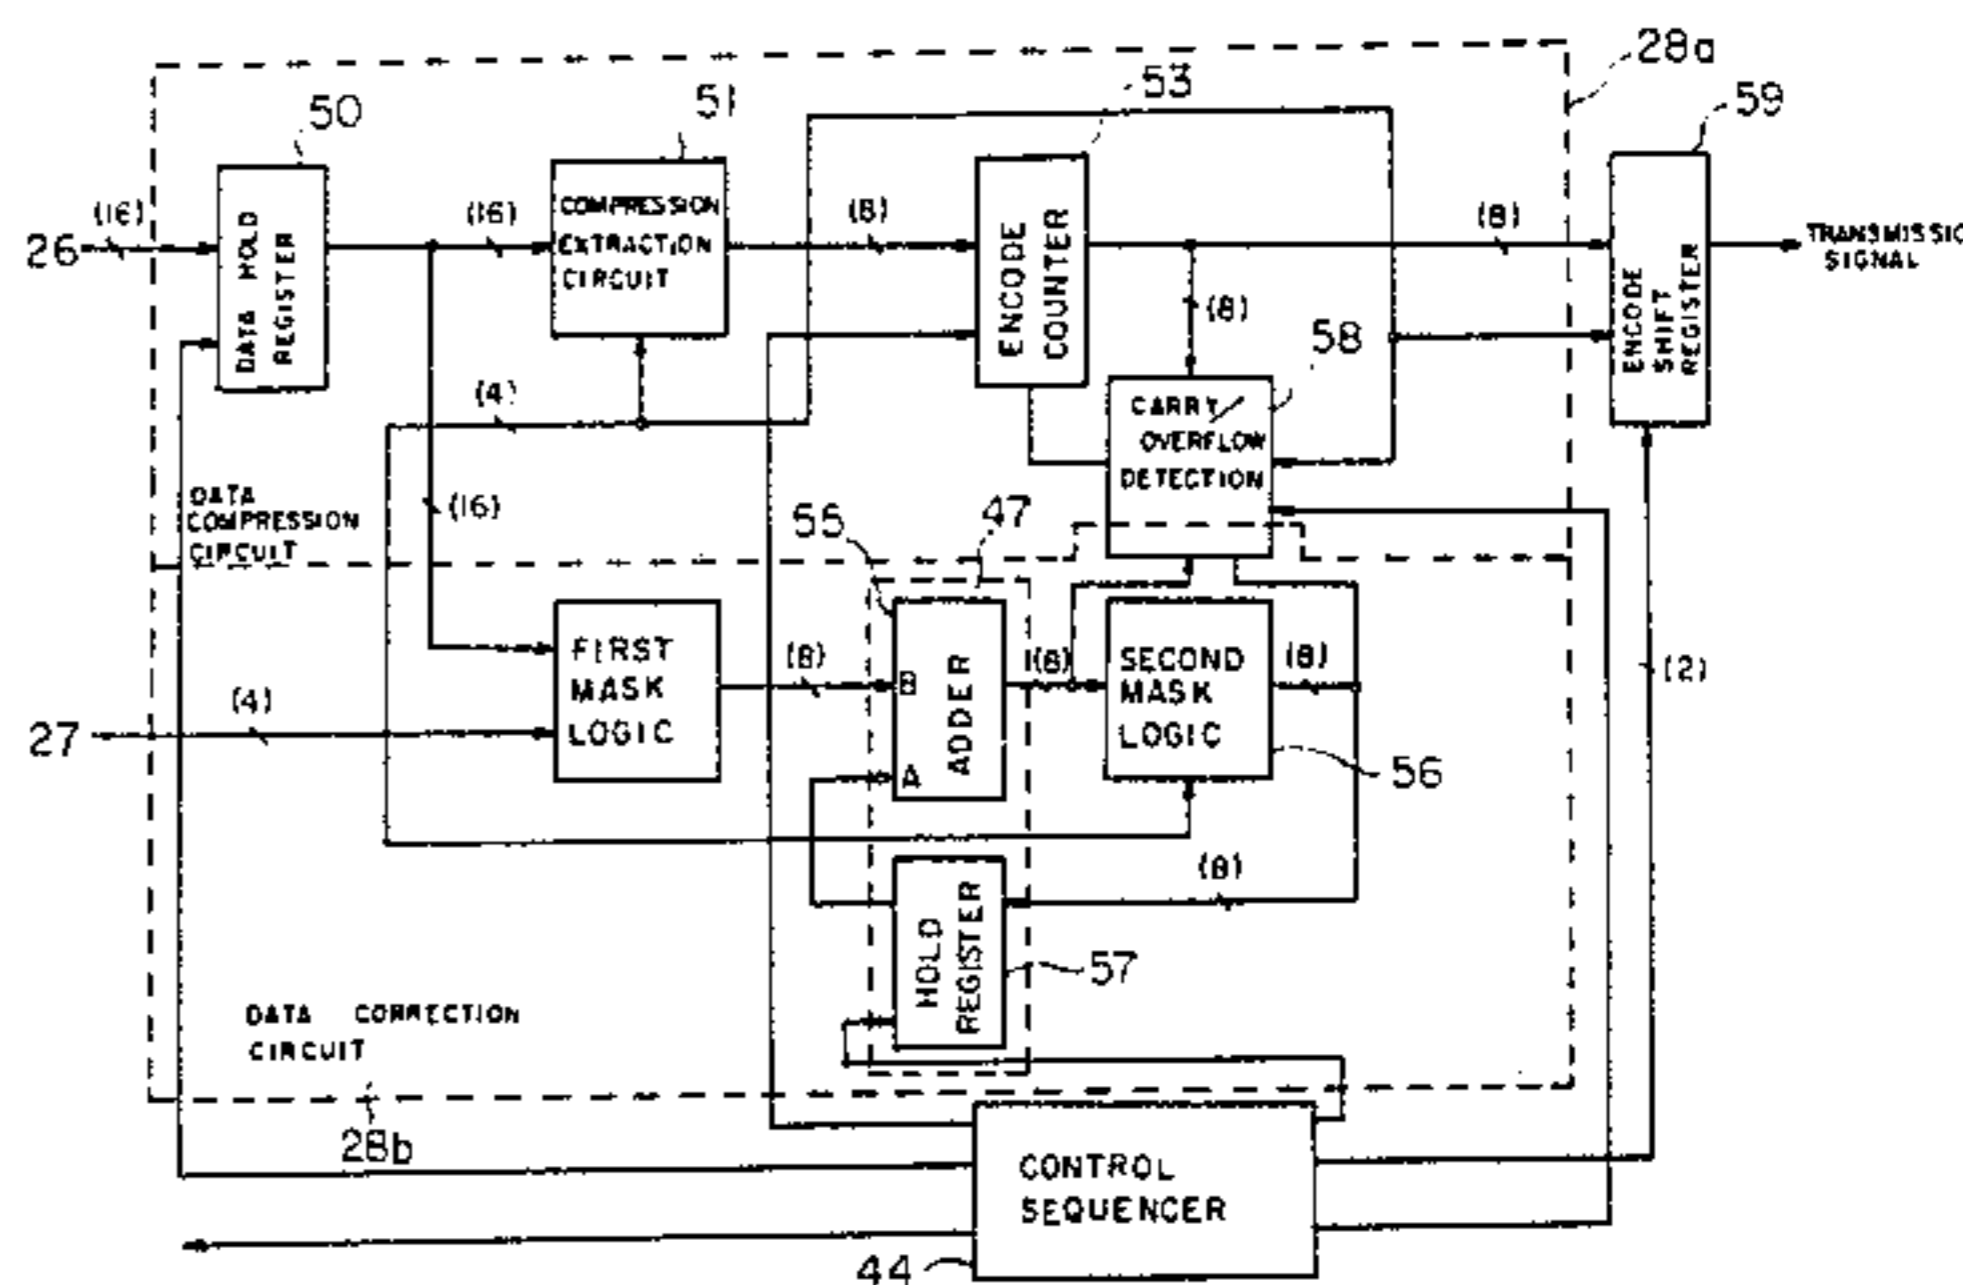 28a
53
59
51
50
(16)
26
DATA HOLD
REGISTER
(16)
COMPRESSION
EXTRACTION
CIRCUIT
(8)
ENCODE
COUNTER
(8)
ENCODE
SHIFT
REGISTER
TRANSMISSIO
SIGNAL
(8)
58
(4)
CARRY/
OVERFLOW
DETECTION
(16)
DATA
COMPRESSION
CIRCUIT
55
47
FIRST
MASK
LOGIC
(8)
B
ADDER
A
(8)
SECOND
MASK
LOGIC
(8)
(2)
27
(4)
56
(8)
HOLD
REGISTER
57
DATA CORRECTION
CIRCUIT
28b
CONTROL
SEQUENCER
44